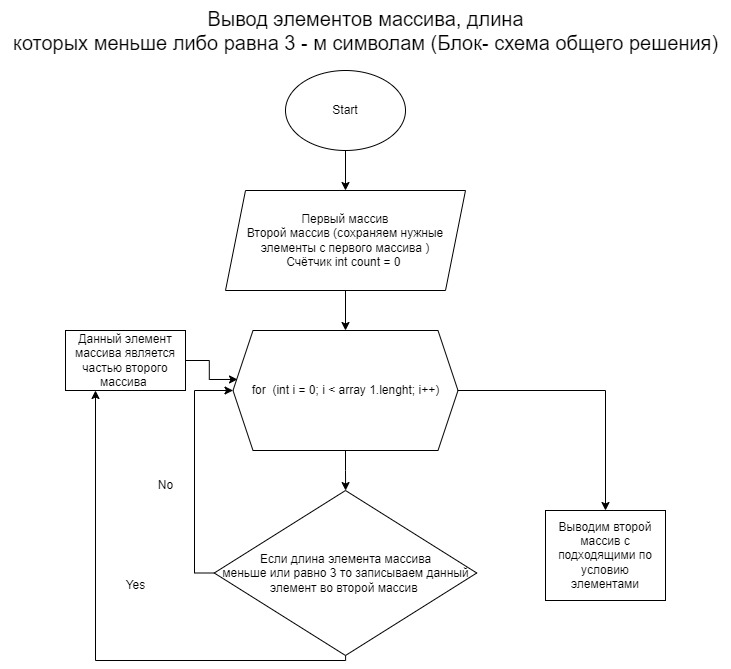 Вывод элементов массива, длина
которых меньше либо равна 3 - м символам (Блок- схема общего решения)
Start
Первый массив
Второй массив (сохраняем нужные
элементы с первого массива )
Счётчик int count = 0
Данный элемент
массива является
частью второго
массива
for (int i = 0; i < array 1.lenght; i++)
No
Выводим второй
массив с
подходящими по
условию
элементами
Если длина элемента массива
меньше или равно 3 то записываем данный
элемент во второй массив
Yes